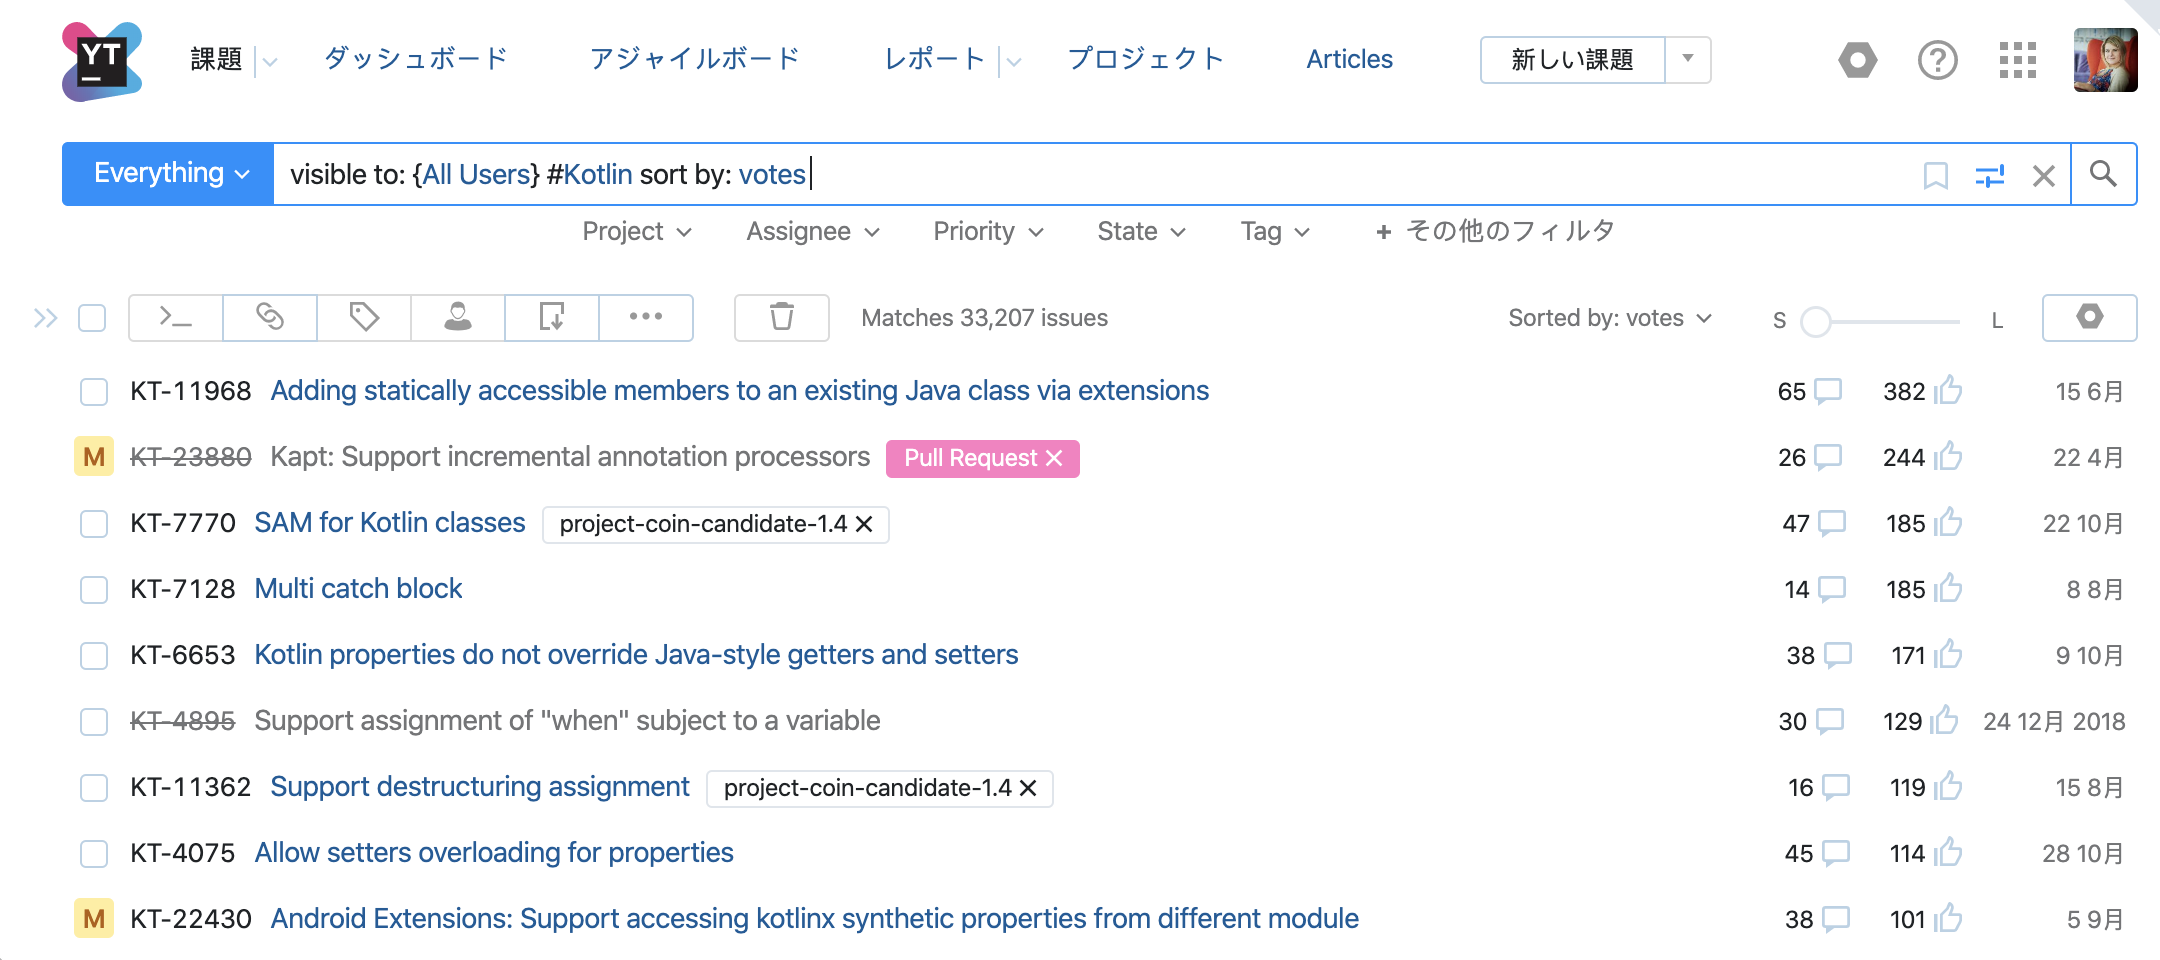 YT
課題 ダッシュボード アジャイルボード レポート プロジェクト Articles 新しい課題
Everything visible to: {All Users} #Kotlin sort by: votes
Project Assignee Priority State Tag + その他のフィルタ
Matches 33,207 issues Sorted by: votes S L
KT-11968 Adding statically accessible members to an existing Java class via extensions 65 382 15 6月
M KT-23880 Kapt: Support incremental annotation processors Pull Request 26 244 22 4月
KT-7770 SAM for Kotlin classes project-coin-candidate-1.4 47 185 22 10月
KT-7128 Multi catch block 14 185 8 8月
KT-6653 Kotlin properties do not override Java-style getters and setters 38 171 9 10月
KT-4895 Support assignment of "when" subject to a variable 30 129 24 12月 2018
KT-11362 Support destructuring assignment project-coin-candidate-1.4 16 119 15 8月
KT-4075 Allow setters overloading for properties 45 114 28 10月
M KT-22430 Android Extensions: Support accessing kotlinx synthetic properties from different module 38 101 5 9月